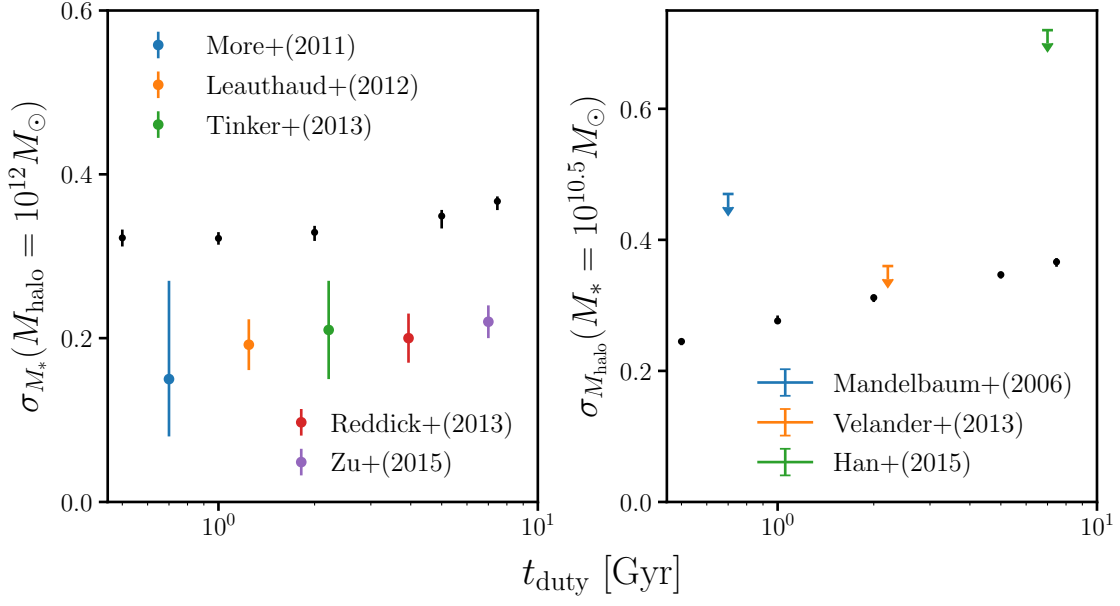 0.6
0.4
0.2
0.0
σ_{M_*}(M_halo = 10^12 M_⊙)
More+(2011)
Leauthaud+(2012)
Tinker+(2013)
Reddick+(2013)
Zu+(2015)
10^0
10^1
0.6
0.4
0.2
0.0
σ_{M_halo}(M_* = 10^10.5 M_⊙)
Mandelbaum+(2006)
Velander+(2013)
Han+(2015)
10^0
10^1
t_duty [Gyr]